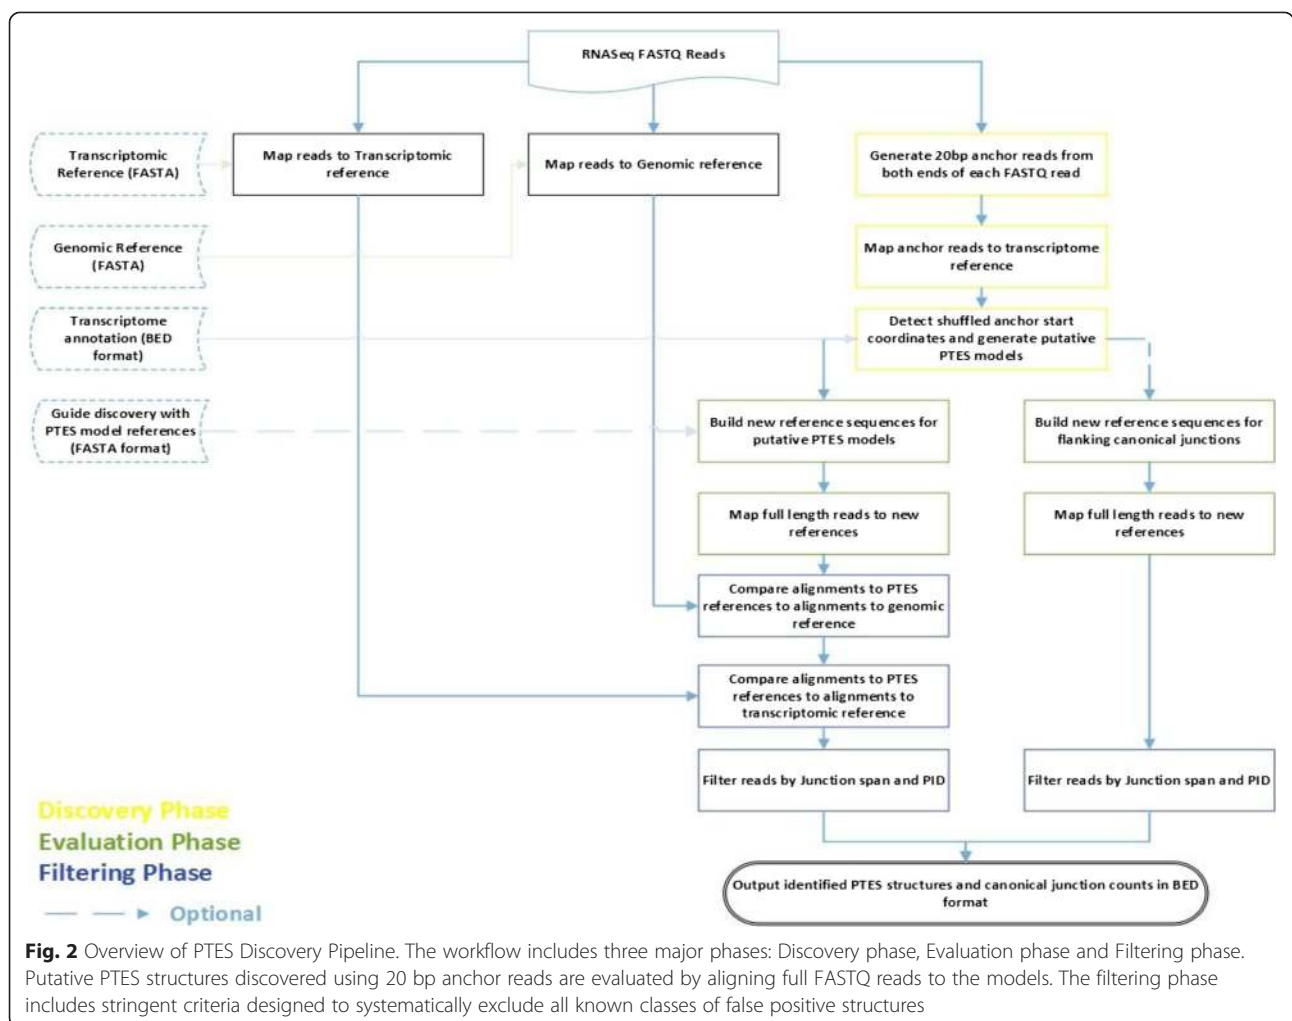 RNASeq FASTQ Reads
Transcriptomic
Reference (FASTA)
Map reads to Transcriptomic
reference
Map reads to Genomic reference
Generate 20bp anchor reads from
both ends of each FASTQ read
Genomic Reference
(FASTA)
Map anchor reads to transcriptome
reference
Transcriptome
annotation (BED
format)
Detect shuffled anchor start
coordinates and generate putative
PTES models
Guide discovery with
PTES model references
(FASTA format)
Build new reference sequences for
putative PTES models
Build new reference sequences for
flanking canonical junctions
Map full length reads to new
references
Map full length reads to new
references
Compare alignments to PTES
references to alignments to genomic
reference
Compare alignments to PTES
references to alignments to
transcriptomic reference
Filter reads by Junction span and PID
Filter reads by Junction span and PID
Discovery Phase
Evaluation Phase
Filtering Phase
Optional
Output identified PTES structures and canonical junction counts in BED
format
Fig. 2 Overview of PTES Discovery Pipeline. The workflow includes three major phases: Discovery phase, Evaluation phase and Filtering phase.
Putative PTES structures discovered using 20 bp anchor reads are evaluated by aligning full FASTQ reads to the models. The filtering phase
includes stringent criteria designed to systematically exclude all known classes of false positive structures